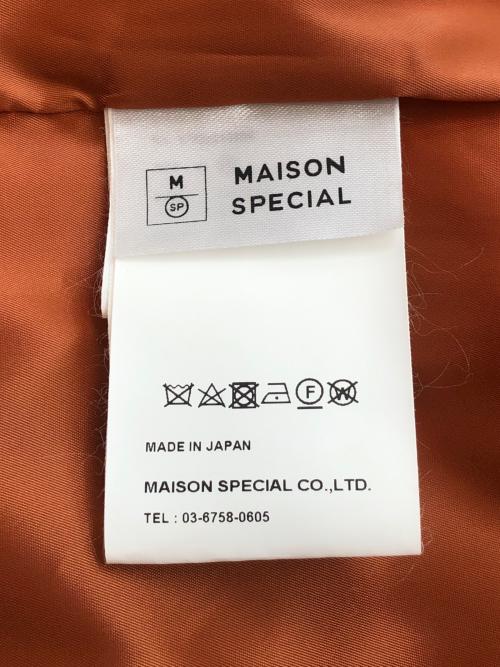 M
SP
MAISON
SPECIAL
F
W
MADE IN JAPAN
MAISON SPECIAL CO.,LTD.
TEL : 03-6758-0605